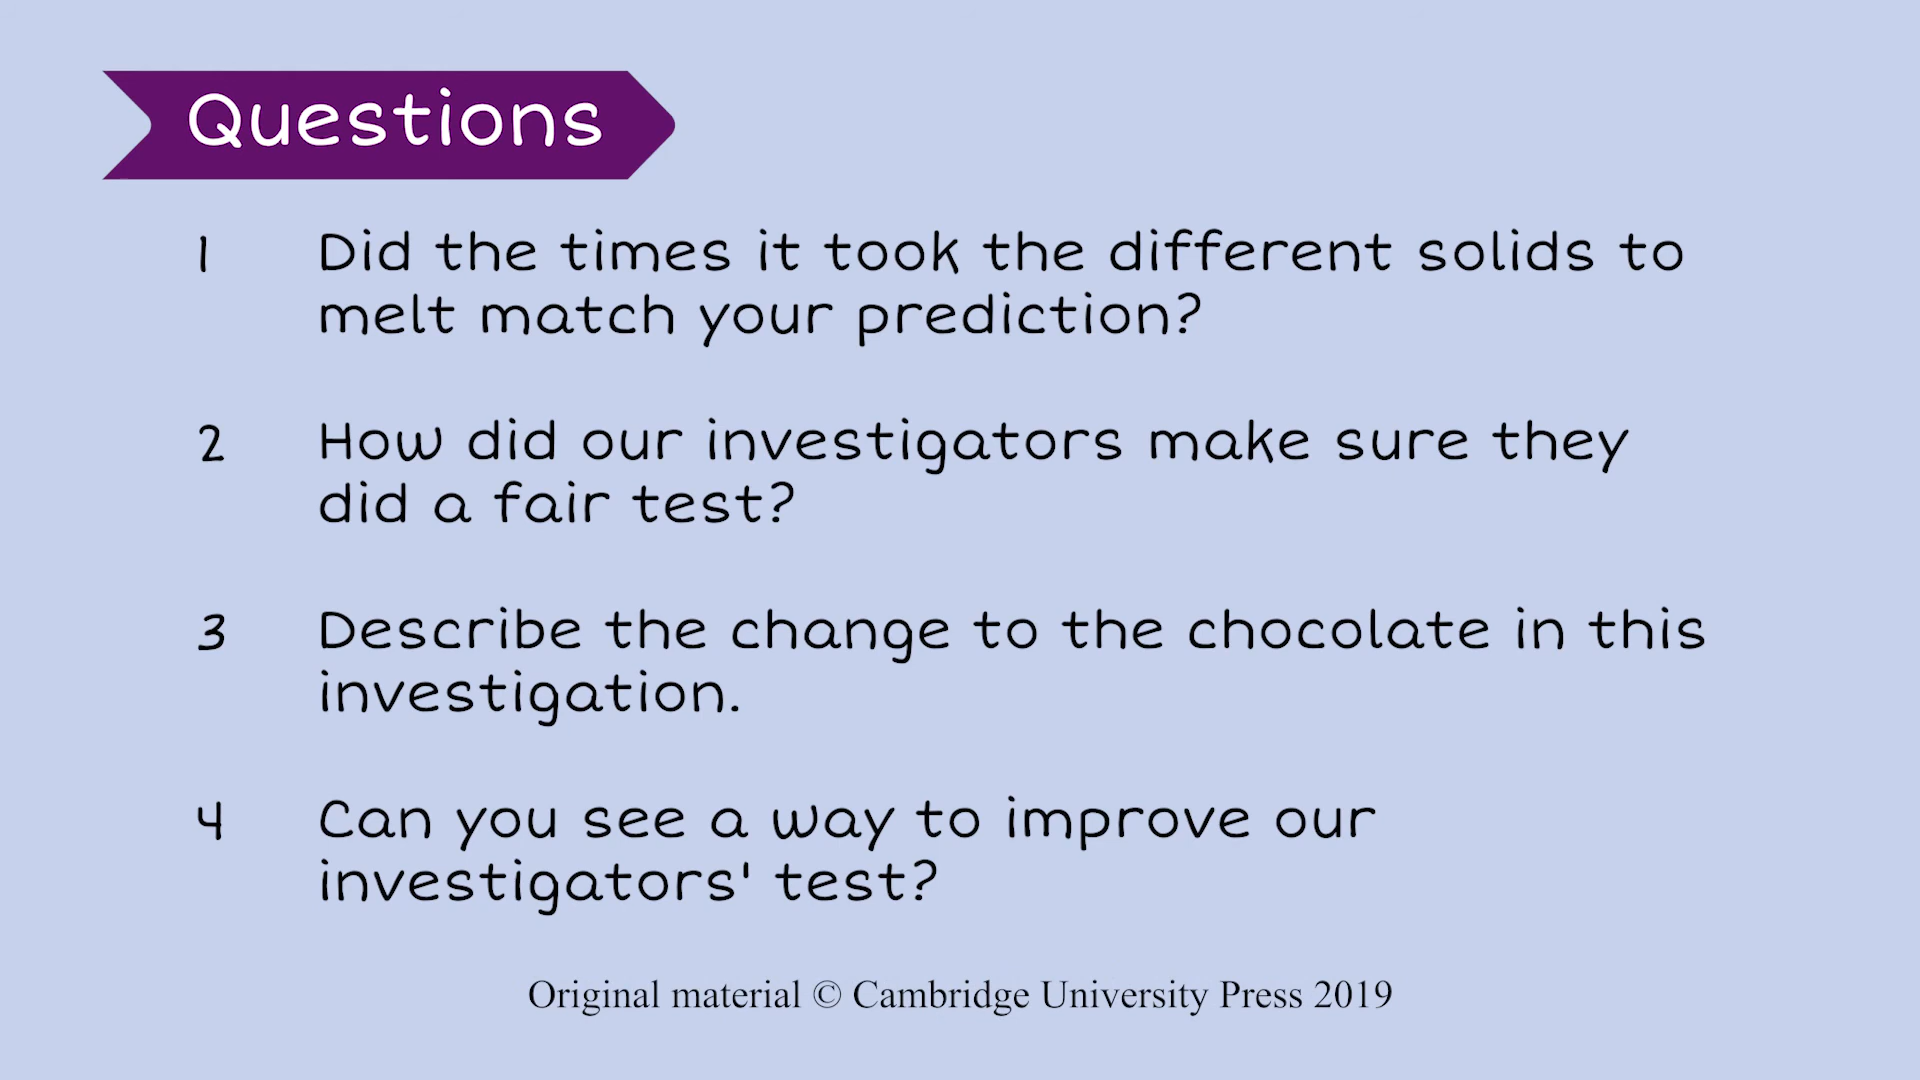 Questions
1 Did the times it took the different solids to
melt match your prediction?
2 How did our investigators make sure they
did a fair test?
3 Describe the change to the chocolate in this
investigation.
4 Can you see a way to improve our
investigators' test?
Original material © Cambridge University Press 2019